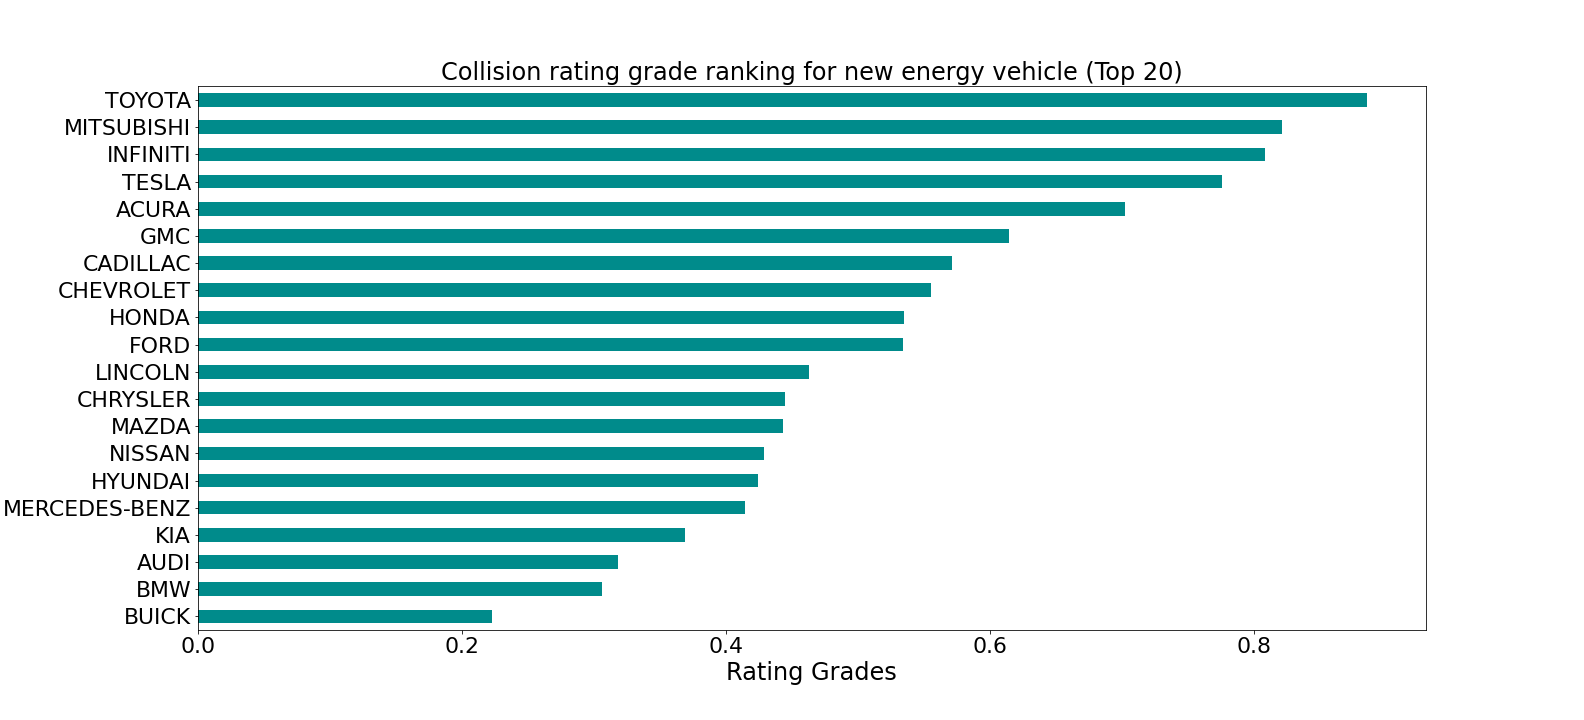 Collision rating grade ranking for new energy vehicle (Top 20)
TOYOTA
MITSUBISHI
INFINITI
TESLA
ACURA
GMC
CADILLAC
CHEVROLET
HONDA
FORD
LINCOLN
CHRYSLER
MAZDA
NISSAN
HYUNDAI
MERCEDES-BENZ
KIA
AUDI
BMW
BUICK
0.0 0.2 0.4 0.6 0.8
Rating Grades